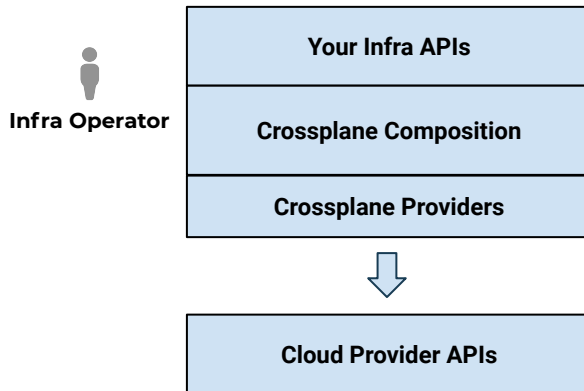 Your Infra APIs
Infra Operator
Crossplane Composition
Crossplane Providers
Cloud Provider APIs